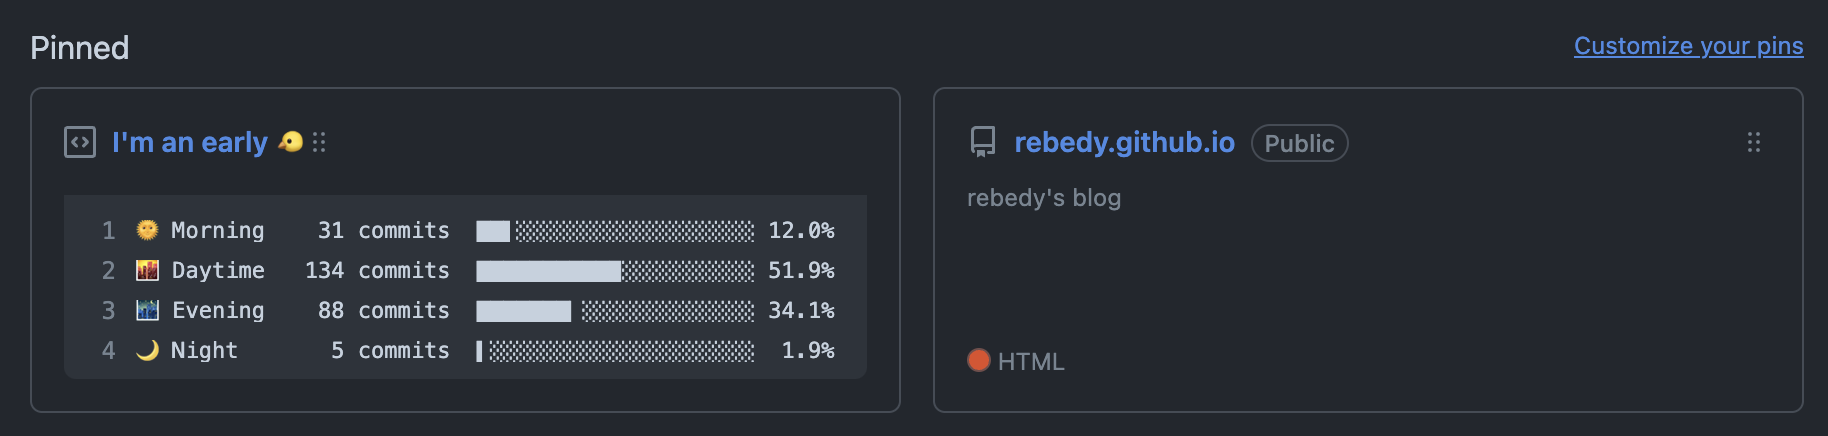 Pinned
Customize your pins
I'm an early 🐤
1 🌞 Morning 31 commits ███░░░░░░░░░░░░░░░░░░ 12.0%
2 🌆 Daytime 134 commits ███████████░░░░░░░░░░ 51.9%
3 🌃 Evening 88 commits ███████░░░░░░░░░░░░░░ 34.1%
4 🌙 Night 5 commits ▌░░░░░░░░░░░░░░░░░░░░ 1.9%
rebedy.github.io Public
rebedy's blog
HTML